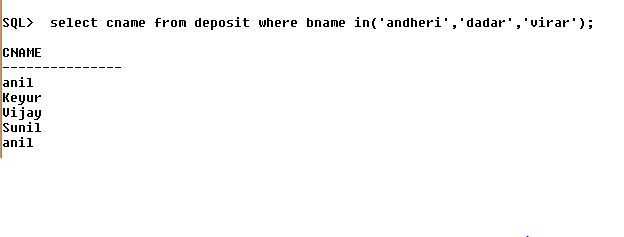 SQL>  select cname from deposit where bname in('andheri','dadar','virar');
CNAME
---------------
anil
Keyur
Vijay
Sunil
anil